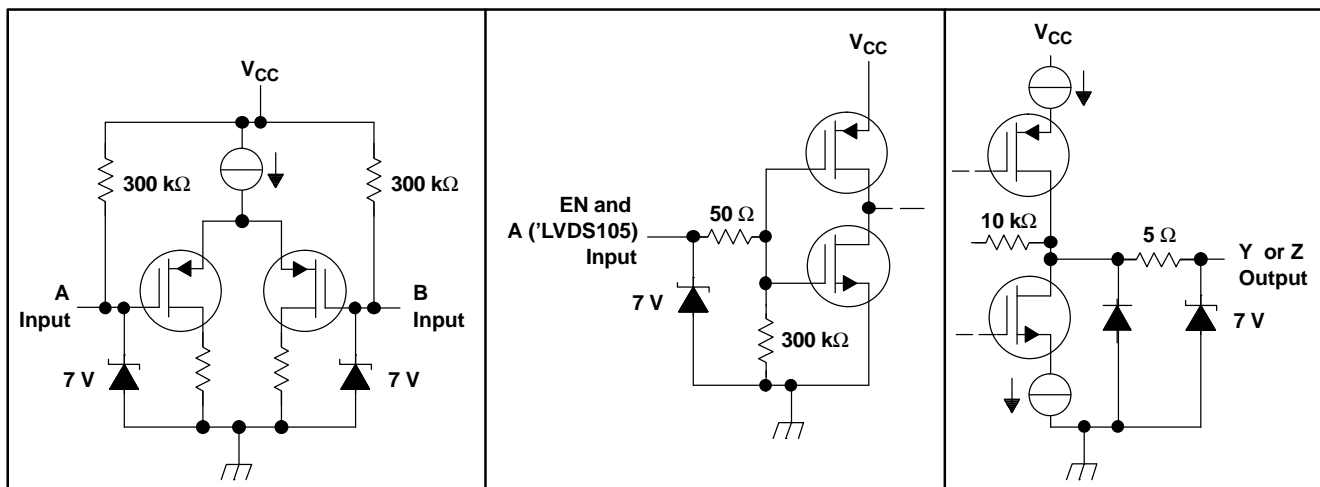 VCC
300 kΩ
300 kΩ
A
Input
B
Input
7 V
7 V
VCC
EN and
A ('LVDS105)
Input
50 Ω
7 V
300 kΩ
VCC
10 kΩ
5 Ω
Y or Z
Output
7 V